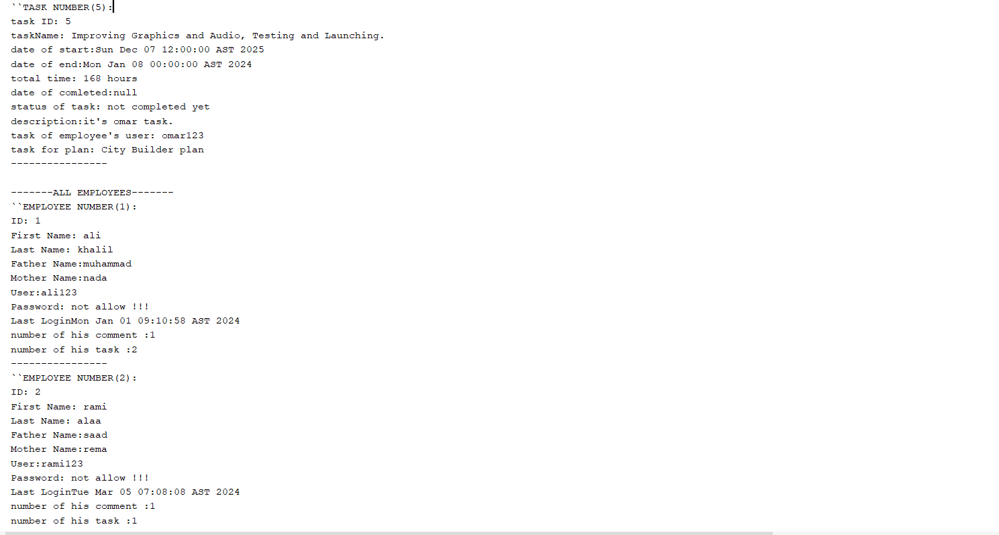 ``TASK NUMBER(5):
task ID: 5
taskName: Improving Graphics and Audio, Testing and Launching.
date of start:Sun Dec 07 12:00:00 AST 2025
date of end:Mon Jan 08 00:00:00 AST 2024
total time: 168 hours
date of comleted:null
status of task: not completed yet
description:it's omar task.
task of employee's user: omar123
task for plan: City Builder plan
----------------
-------ALL EMPLOYEES-------
``EMPLOYEE NUMBER(1):
ID: 1
First Name: ali
Last Name: khalil
Father Name:muhammad
Mother Name:nada
User:ali123
Password: not allow !!!
Last LoginMon Jan 01 09:10:58 AST 2024
number of his comment :1
number of his task :2
----------------
``EMPLOYEE NUMBER(2):
ID: 2
First Name: rami
Last Name: alaa
Father Name:saad
Mother Name:rema
User:rami123
Password: not allow !!!
Last LoginTue Mar 05 07:08:08 AST 2024
number of his comment :1
number of his task :1